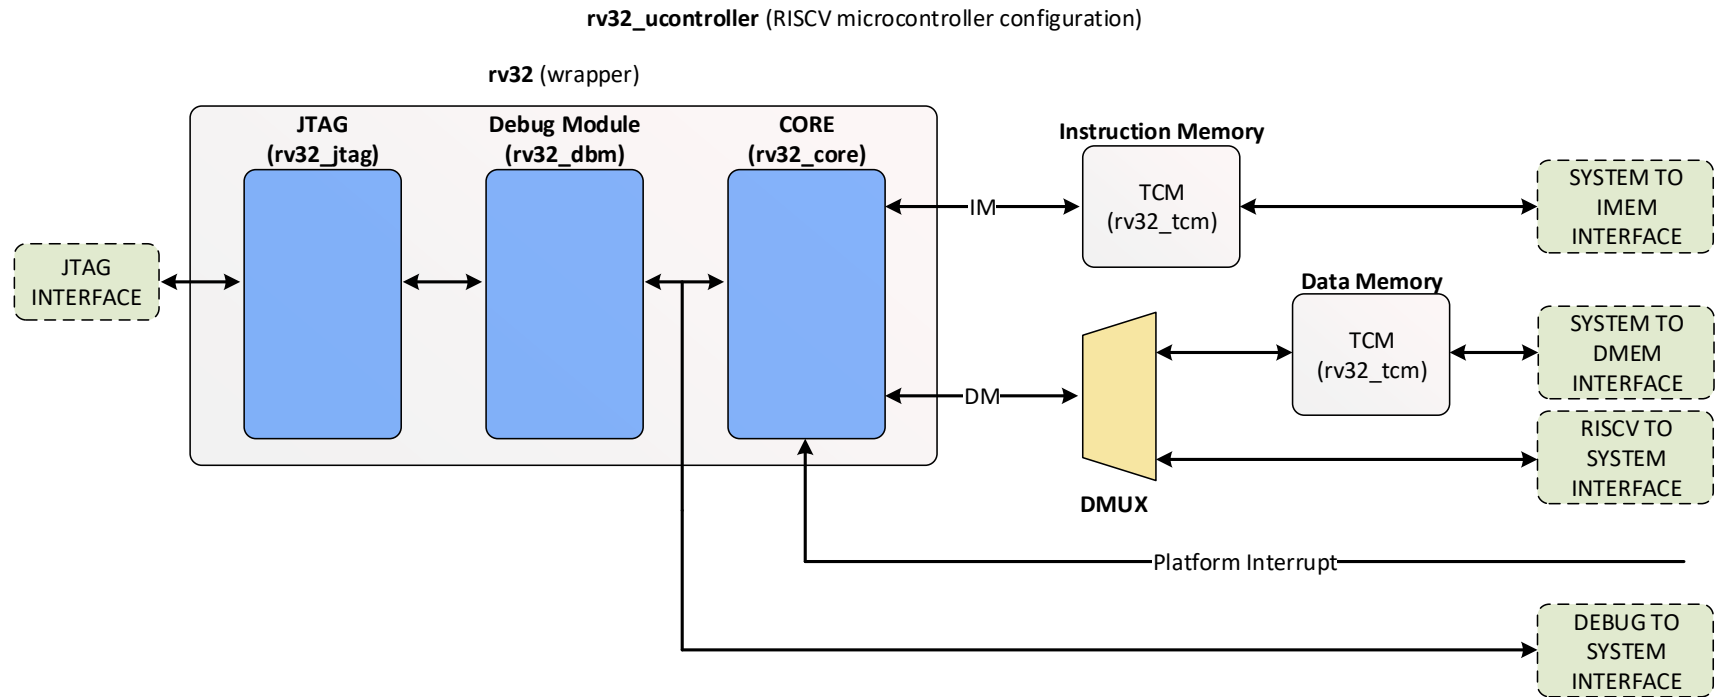 rv32_ucontroller (RISCV microcontroller configuration)
rv32 (wrapper)
JTAG
(rv32_jtag)
Debug Module
(rv32_dbm)
CORE
(rv32_core)
JTAG
INTERFACE
IM
DM
Instruction Memory
TCM
(rv32_tcm)
SYSTEM TO
IMEM
INTERFACE
Data Memory
TCM
(rv32_tcm)
SYSTEM TO
DMEM
INTERFACE
RISCV TO
SYSTEM
INTERFACE
DMUX
Platform Interrupt
DEBUG TO
SYSTEM
INTERFACE